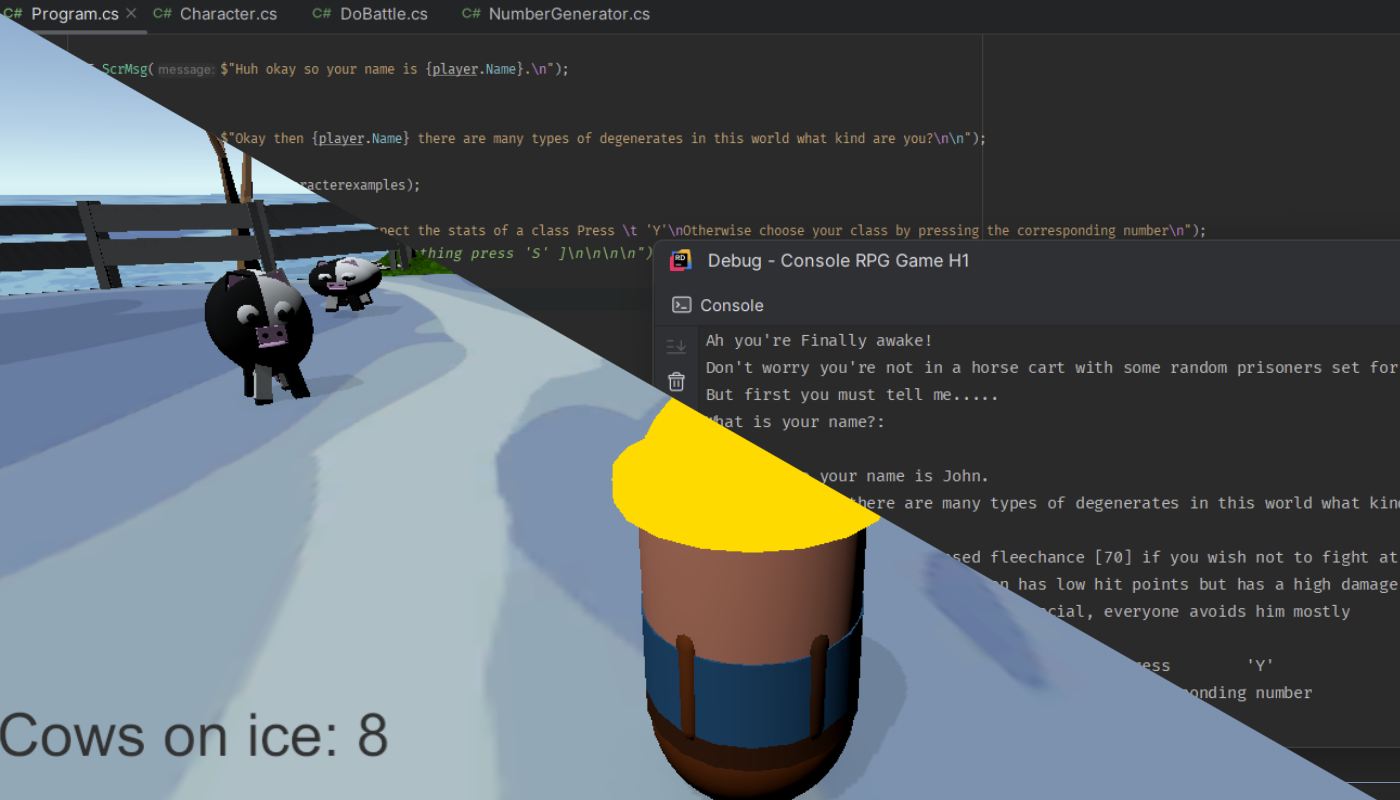 C# Program.cs × C# Character.cs C# DoBattle.cs C# NumberGenerator.cs
ScrMsg( message: $"Huh okay so your name is {player.Name}.\n");
$"Okay then {player.Name} there are many types of degenerates in this world what kind are you?\n\n");
racterexamples);
pect the stats of a class Press \t 'Y'\nOtherwise choose your class by pressing the corresponding number\n");
thing press 'S' ]\n\n\n\n")
RD Debug - Console RPG Game H1
Console
Ah you're Finally awake!
Don't worry you're not in a horse cart with some random prisoners set for
But first you must tell me.....
What is your name?:
your name is John.
there are many types of degenerates in this world what kin
sed fleechance [70] if you wish not to fight at
has low hit points but has a high damage
cial, everyone avoids him mostly
ess 'Y'
onding number
Cows on ice: 8